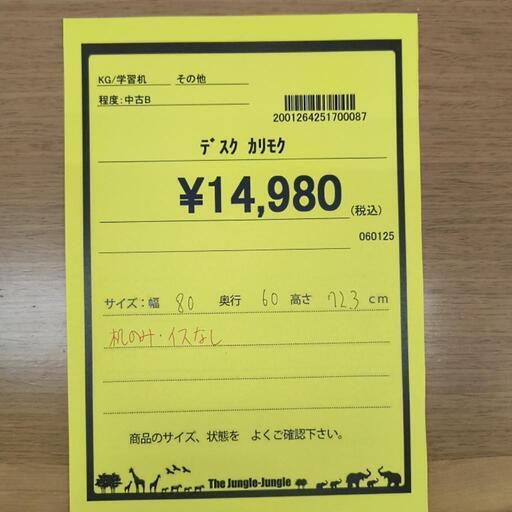 KG/学習机 その他
程度:中古B
2001264251700087
ﾃﾞｽｸ ｶﾘﾓｸ
¥14,980(税込)
060125
サイズ:幅 80 奥行 60 高さ 72.3 cm
机のみ・イスなし
商品のサイズ、状態を よくご確認下さい。
The Jungle-Jungle